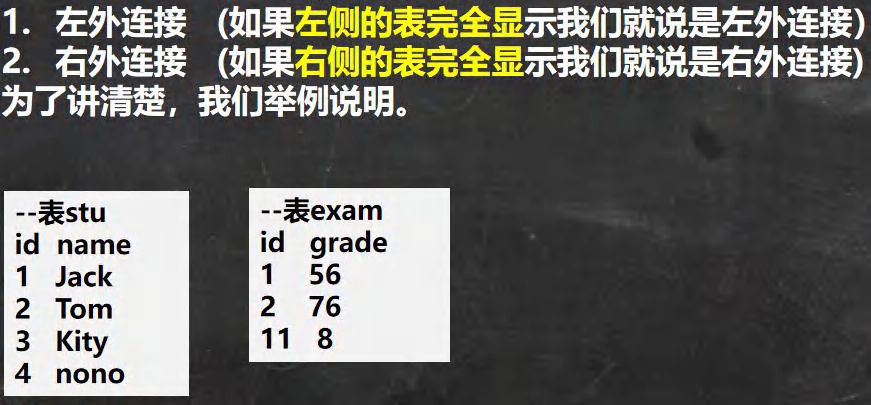 1. 左外连接 （如果左侧的表完全显示我们就说是左外连接）
2. 右外连接 （如果右侧的表完全显示我们就说是右外连接)
为了讲清楚，我们举例说明。
--表stu
id name
1 Jack
2 Tom
3 Kity
4 nono
--表exam
id grade
1 56
2 76
11 8